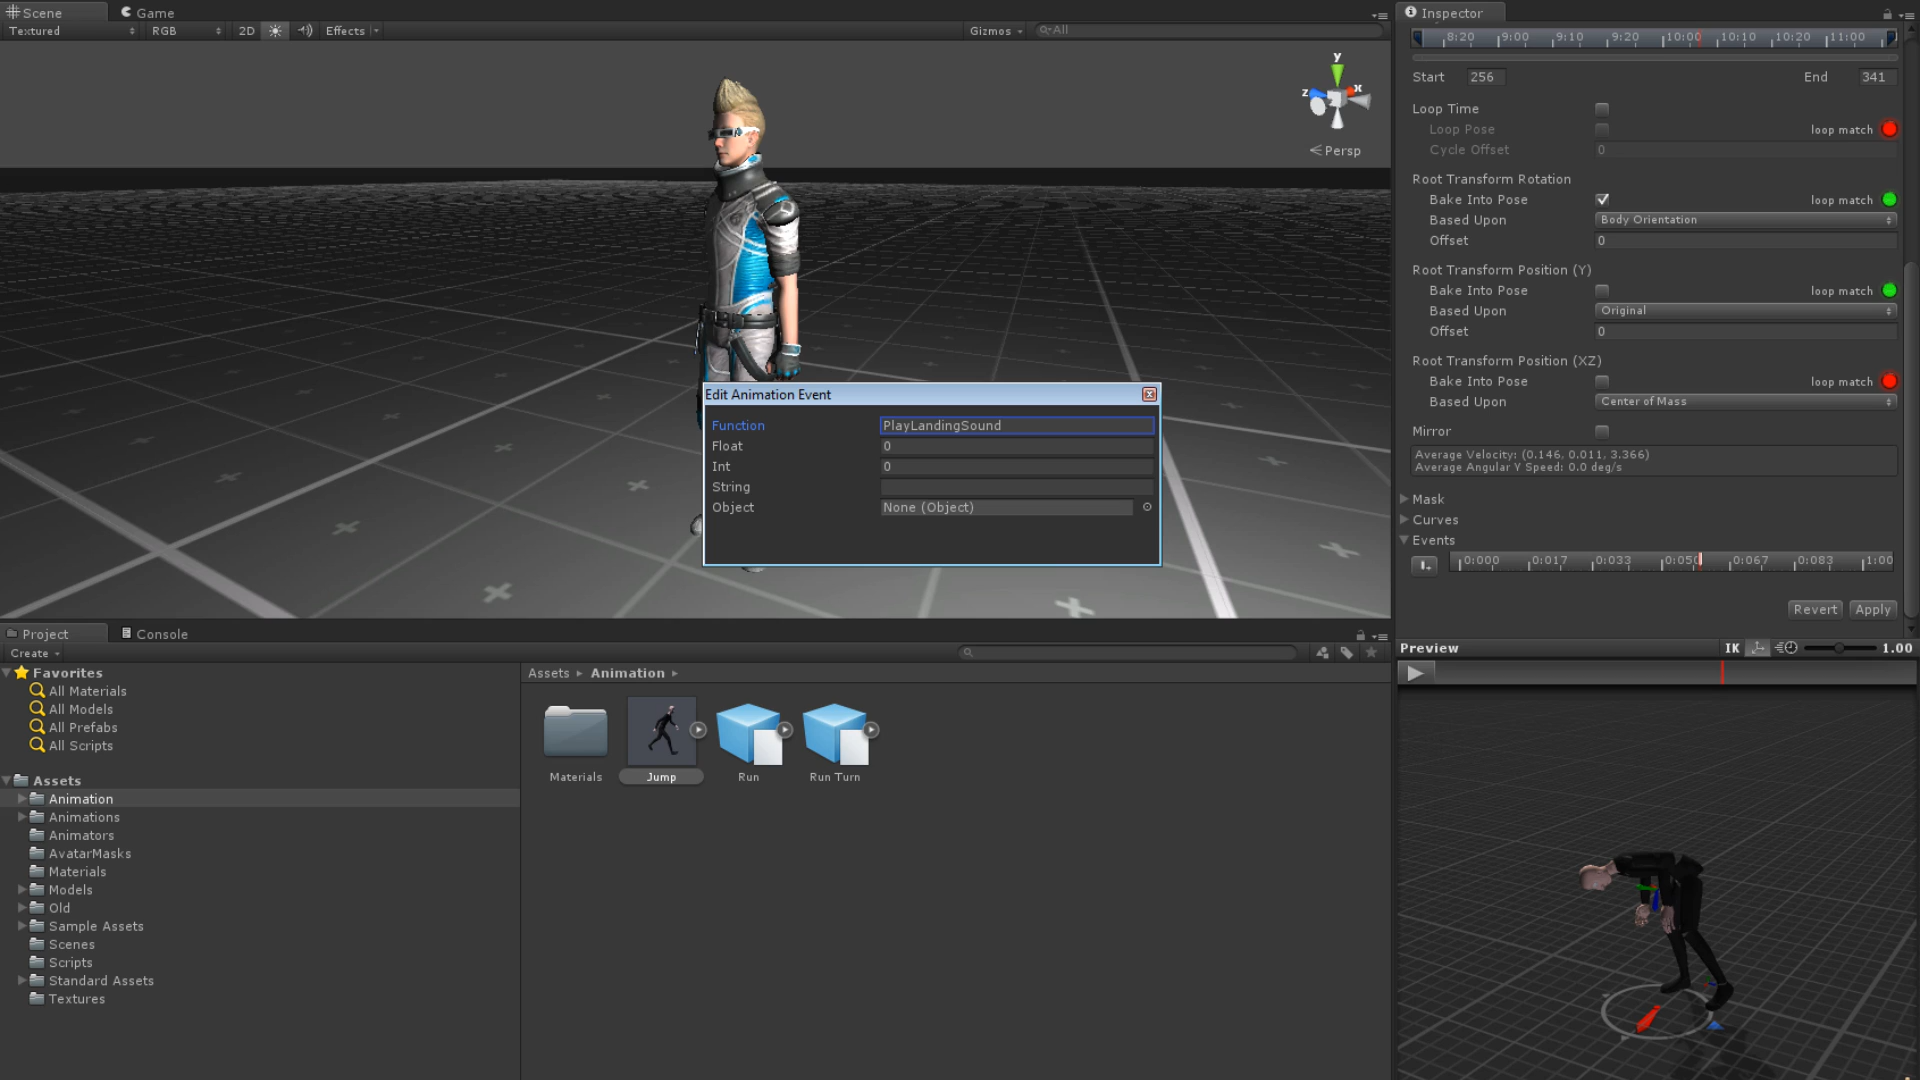 Scene
Game
Textured
RGB
2D
Effects
Gizmos
All
y
x
z
Persp
Edit Animation Event
Function
PlayLandingSound
Float
0
Int
0
String
Object
None (Object)
Project
Console
Create
Favorites
All Materials
All Models
All Prefabs
All Scripts
Assets
Animation
Animations
Animators
AvatarMasks
Materials
Models
Old
Sample Assets
Scenes
Scripts
Standard Assets
Textures
Assets
Animation
Materials
Jump
Run
Run Turn
Inspector
8:20 9:00 9:10 9:20 10:00 10:10 10:20 11:00
Start 256 End 341
Loop Time
Loop Pose loop match
Cycle Offset 0
Root Transform Rotation
Bake Into Pose loop match
Based Upon Body Orientation
Offset 0
Root Transform Position (Y)
Bake Into Pose loop match
Based Upon Original
Offset 0
Root Transform Position (XZ)
Bake Into Pose loop match
Based Upon Center of Mass
Mirror
Average Velocity: (0.146, 0.011, 3.366)
Average Angular Y Speed: 0.0 deg/s
Mask
Curves
Events
0:000 0:017 0:033 0:050 0:067 0:083 1:00
Revert Apply
Preview IK 1.00